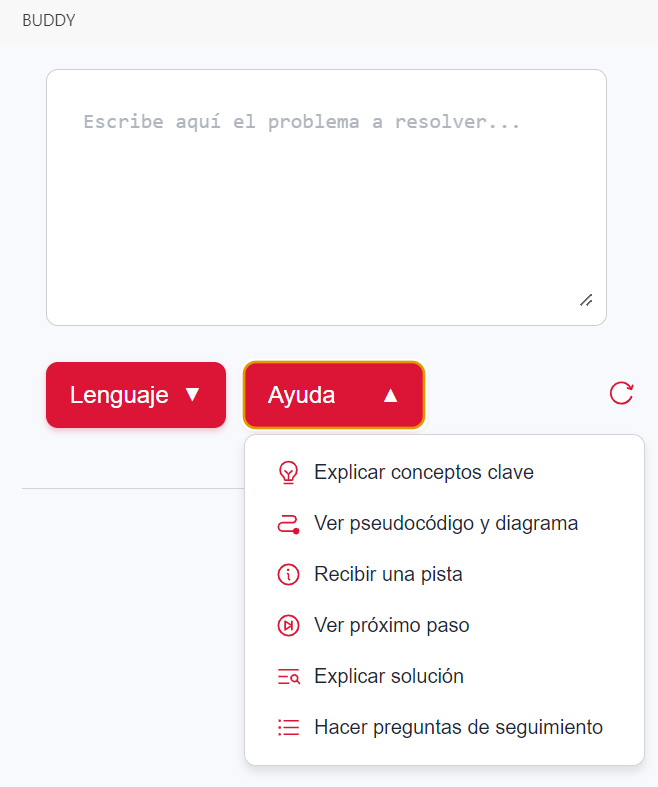 BUDDY
Escribe aquí el problema a resolver...
Lenguaje ▼
Ayuda ▲
Explicar conceptos clave
Ver pseudocódigo y diagrama
Recibir una pista
Ver próximo paso
Explicar solución
Hacer preguntas de seguimiento